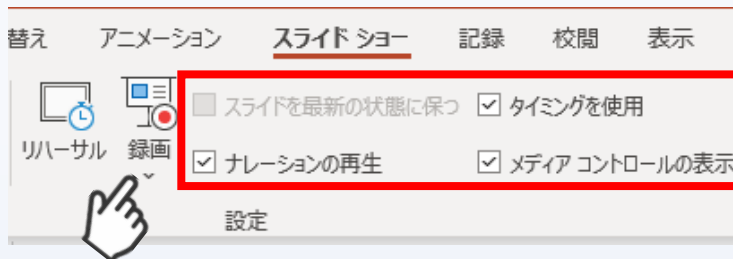 替え アニメーション スライド ショー 記録 校閲 表示
スライドを最新の状態に保つ タイミングを使用
リハーサル 録画 ナレーションの再生 メディア コントロールの表示
設定